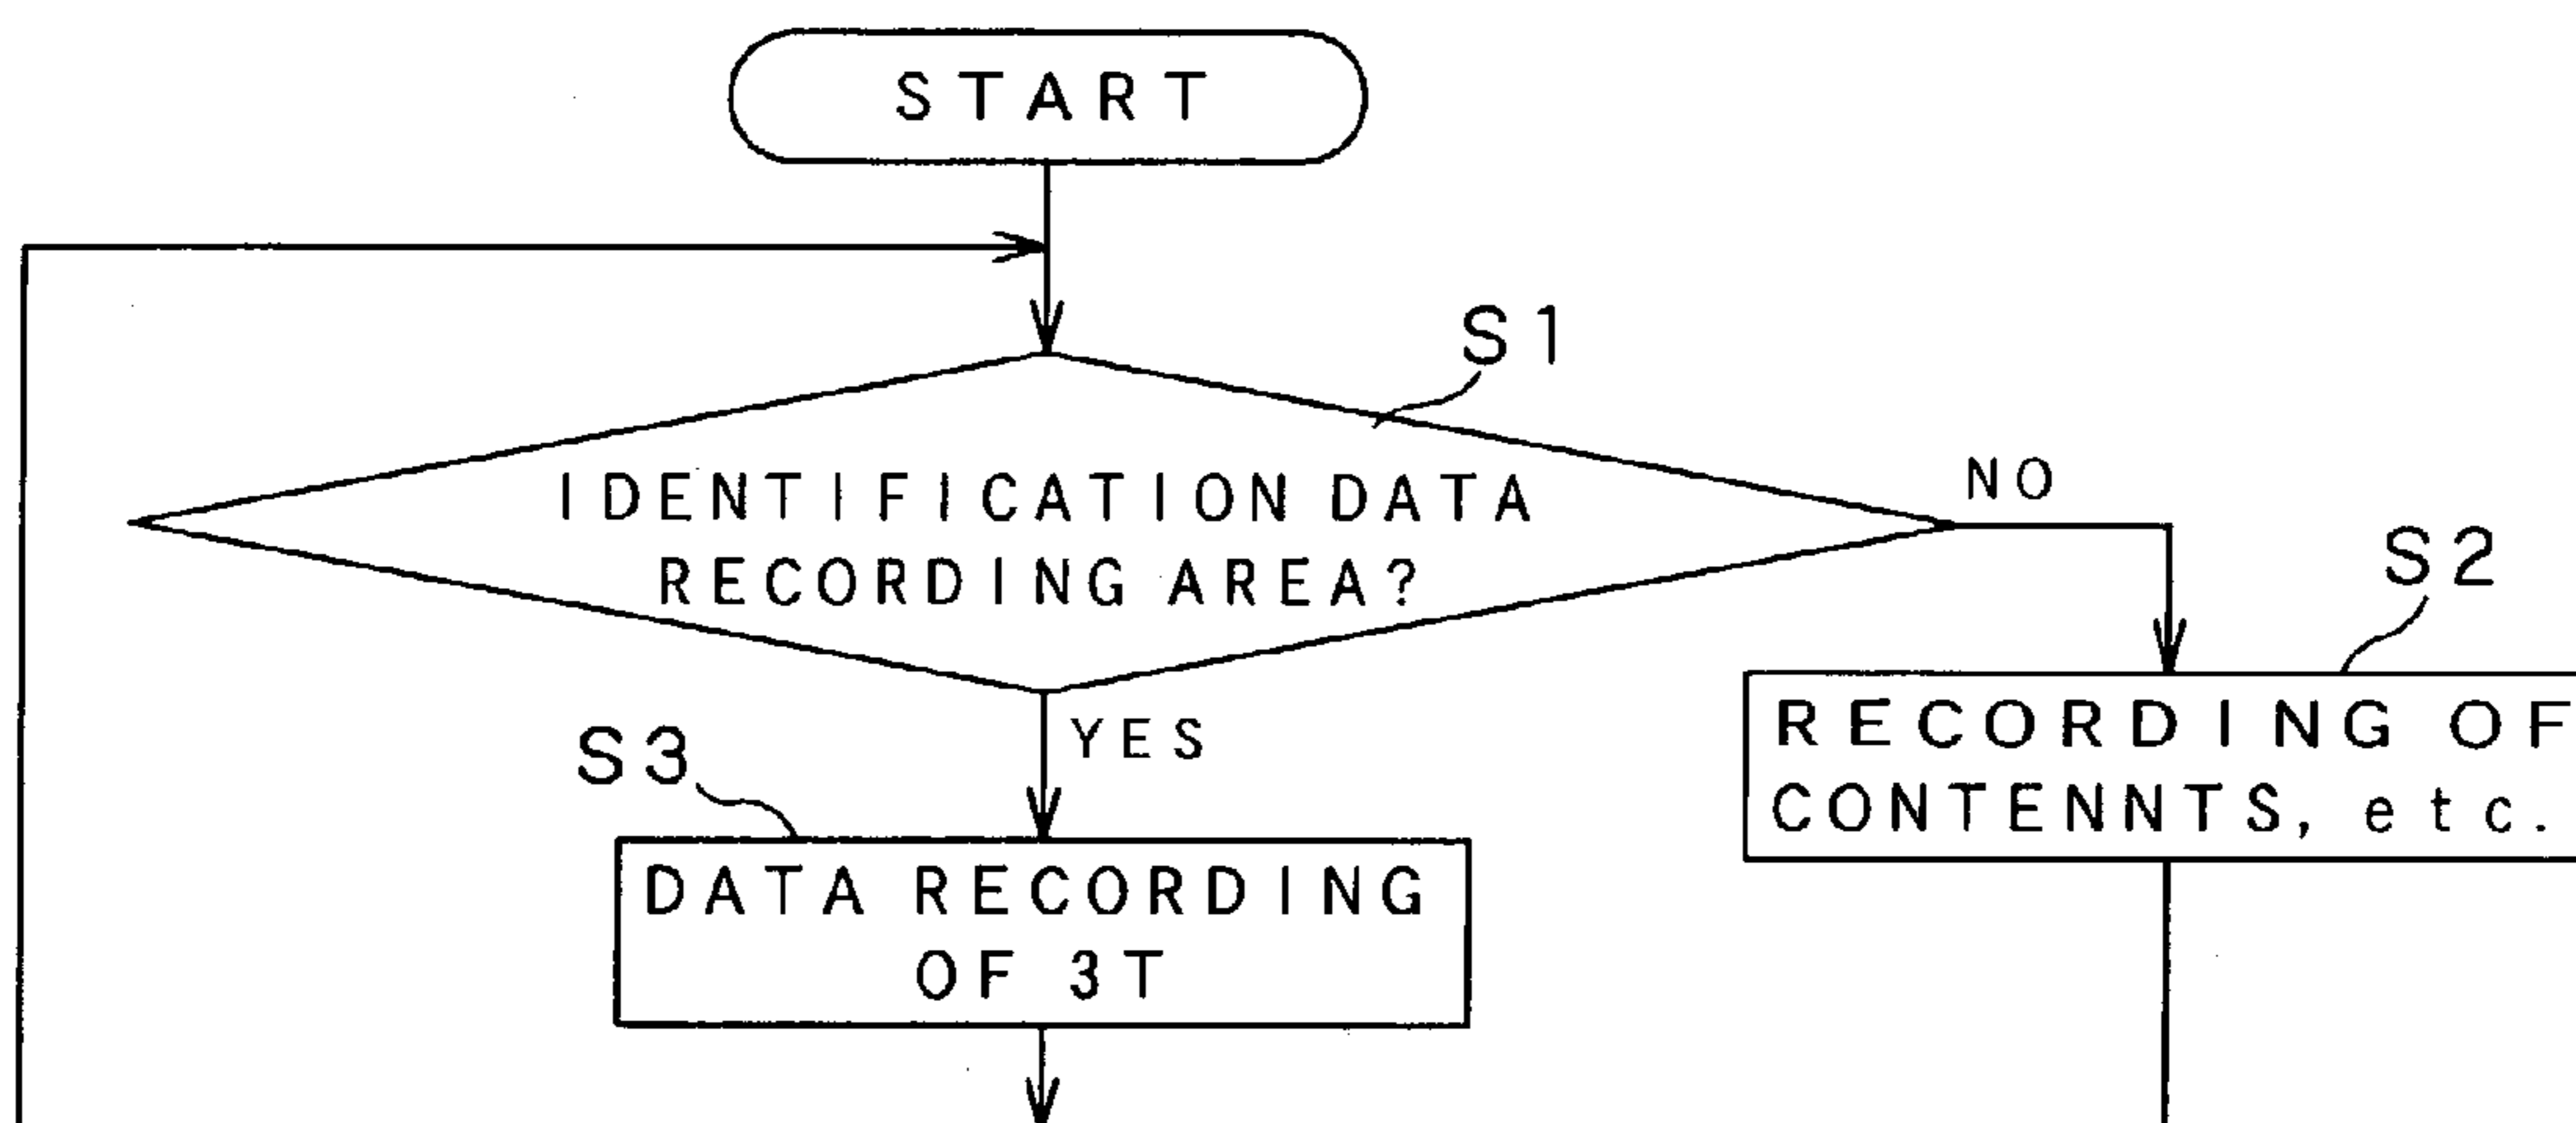 START
S1
IDENTIFICATION DATA
RECORDING AREA?
NO
S2
RECORDING OF
CONTENNTS, etc.
YES
S3
DATA RECORDING
OF 3T